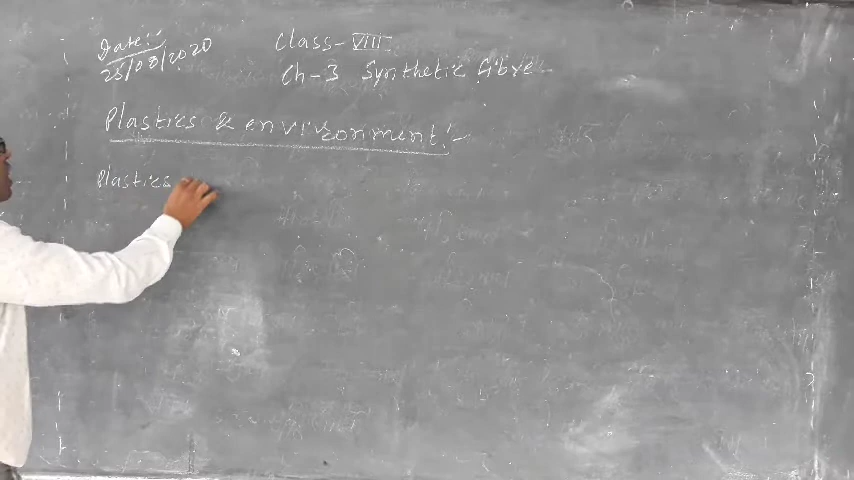 Date:-
25/08/2020
Class-VIII
Ch-3 Synthetic Fibre
Plastics & environment:-
Plastics